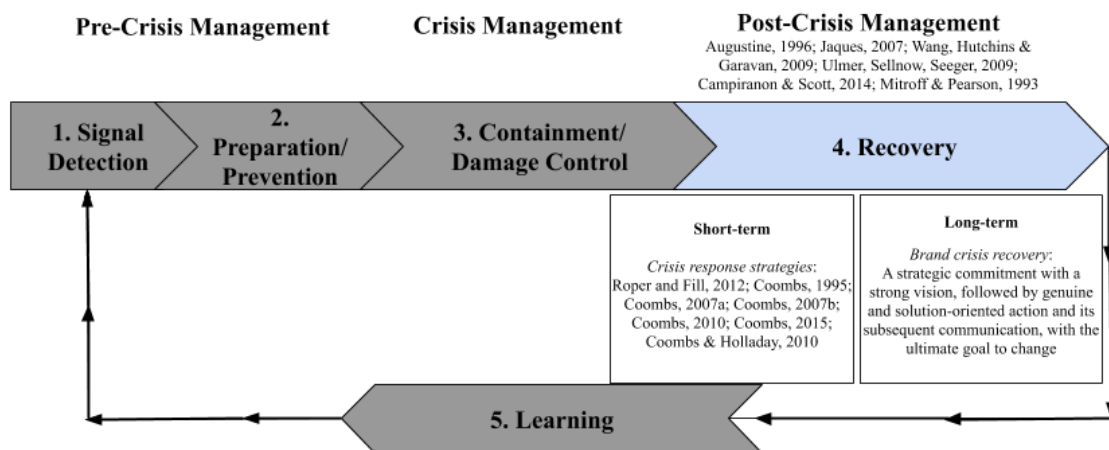 Pre-Crisis Management
Crisis Management
Post-Crisis Management
Augustine, 1996; Jaques, 2007; Wang, Hutchins &
Garavan, 2009; Ulmer, Sellnow, Seeger, 2009;
Campiranon & Scott, 2014; Mitroff & Pearson, 1993
1. Signal
Detection
2.
Preparation/
Prevention
3. Containment/
Damage Control
4. Recovery
Short-term
Crisis response strategies:
Roper and Fill, 2012; Coombs, 1995;
Coombs, 2007a; Coombs, 2007b;
Coombs, 2010; Coombs, 2015;
Coombs & Holladay, 2010
Long-term
Brand crisis recovery:
A strategic commitment with a
strong vision, followed by genuine
and solution-oriented action and its
subsequent communication, with the
ultimate goal to change
5. Learning